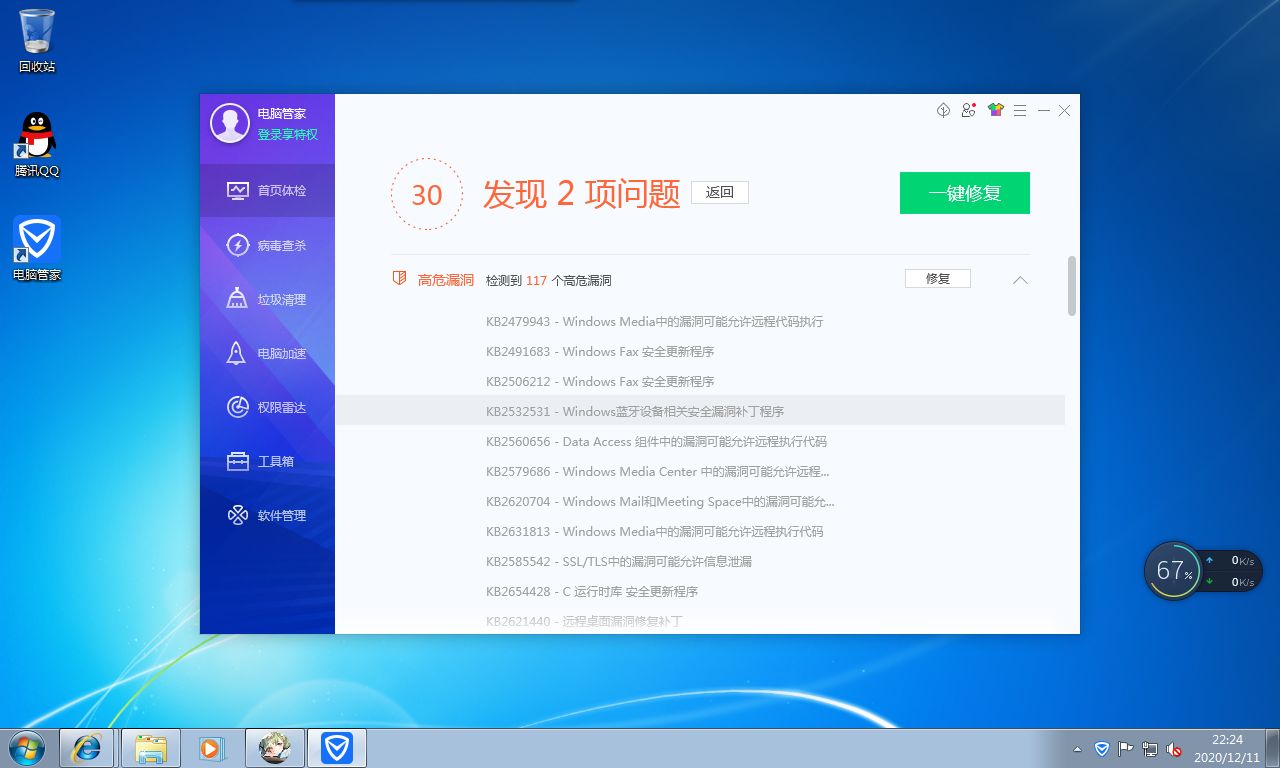 回收站
腾讯QQ
电脑管家
电脑管家
登录享特权
首页体检
病毒查杀
垃圾清理
电脑加速
权限雷达
工具箱
软件管理
30
发现 2 项问题
返回
一键修复
高危漏洞 检测到 117 个高危漏洞
修复
KB2479943 - Windows Media中的漏洞可能允许远程代码执行
KB2491683 - Windows Fax 安全更新程序
KB2506212 - Windows Fax 安全更新程序
KB2532531 - Windows蓝牙设备相关安全漏洞补丁程序
KB2560656 - Data Access 组件中的漏洞可能允许远程执行代码
KB2579686 - Windows Media Center 中的漏洞可能允许远程...
KB2620704 - Windows Mail和Meeting Space中的漏洞可能允...
KB2631813 - Windows Media中的漏洞可能允许远程执行代码
KB2585542 - SSL/TLS中的漏洞可能允许信息泄漏
KB2654428 - C 运行时库 安全更新程序
KB2621440 - 远程桌面漏洞修复补丁
67%
0K/s
0K/s
22:24
2020/12/11